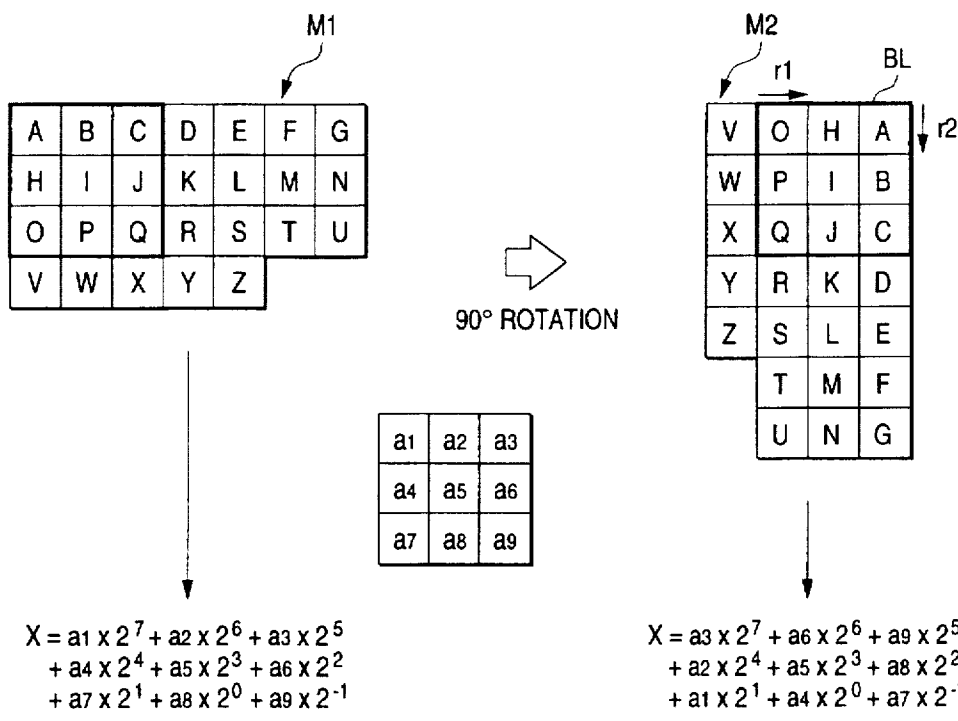 M1
A B C D E F G
H I J K L M N
O P Q R S T U
V W X Y Z
90° ROTATION
M2
r1
BL
r2
V O H A
W P I B
X Q J C
Y R K D
Z S L E
T M F
U N G
a1 a2 a3
a4 a5 a6
a7 a8 a9
X = a1 x 2^7 + a2 x 2^6 + a3 x 2^5
+ a4 x 2^4 + a5 x 2^3 + a6 x 2^2
+ a7 x 2^1 + a8 x 2^0 + a9 x 2^-1
X = a3 x 2^7 + a6 x 2^6 + a9 x 2^5
+ a2 x 2^4 + a5 x 2^3 + a8 x 2^2
+ a1 x 2^1 + a4 x 2^0 + a7 x 2^-